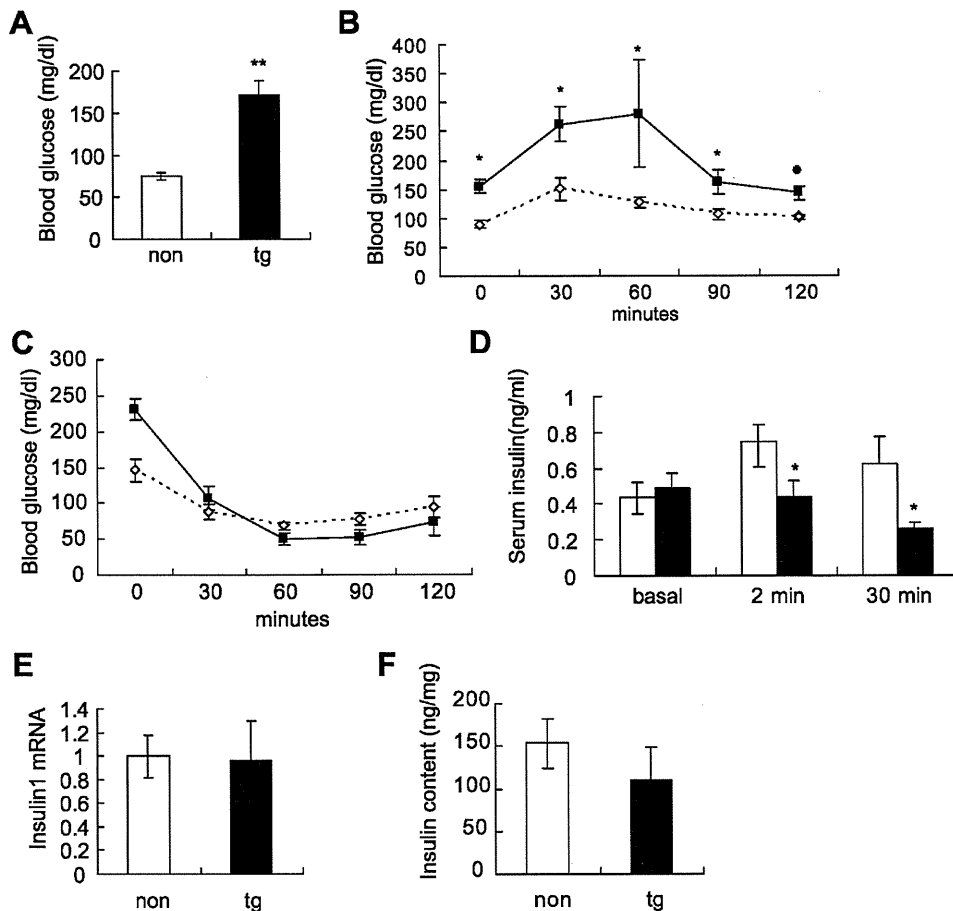 A
Blood glucose (mg/dl)
200
150
100
50
0
**
non tg
B
Blood glucose (mg/dl)
400
350
300
250
200
150
100
50
0
* * * *
0 30 60 90 120
minutes
C
Blood glucose (mg/dl)
300
250
200
150
100
50
0
0 30 60 90 120
minutes
D
Serum insulin(ng/ml)
1
0.8
0.6
0.4
0.2
0
* *
basal 2 min 30 min
E
Insulin1 mRNA
1.4
1.2
1
0.8
0.6
0.4
0.2
0
non tg
F
Insulin content (ng/mg)
200
150
100
50
0
non tg